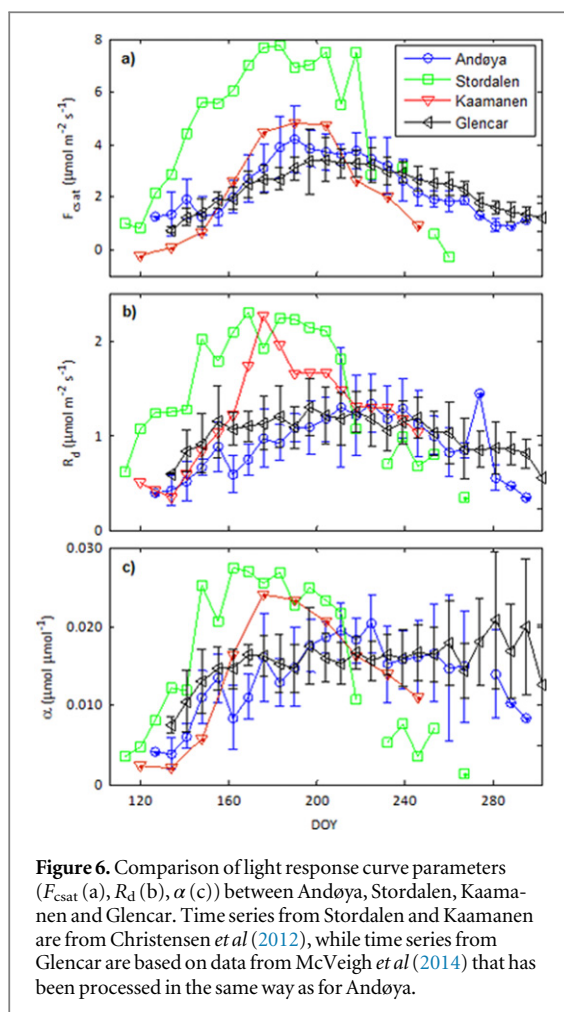 a)
Andøya
Stordalen
Kaamanen
Glencar
F_csat (μmol m⁻² s⁻¹)
8
6
4
2
0
b)
R_d (μmol m⁻² s⁻¹)
2
1
0
c)
α (μmol μmol⁻¹)
0.030
0.020
0.010
0
120 160 200 240 280
DOY
Figure 6. Comparison of light response curve parameters
(F_csat (a), R_d (b), α (c)) between Andøya, Stordalen, Kaama-
nen and Glencar. Time series from Stordalen and Kaamanen
are from Christensen et al (2012), while time series from
Glencar are based on data from McVeigh et al (2014) that has
been processed in the same way as for Andøya.